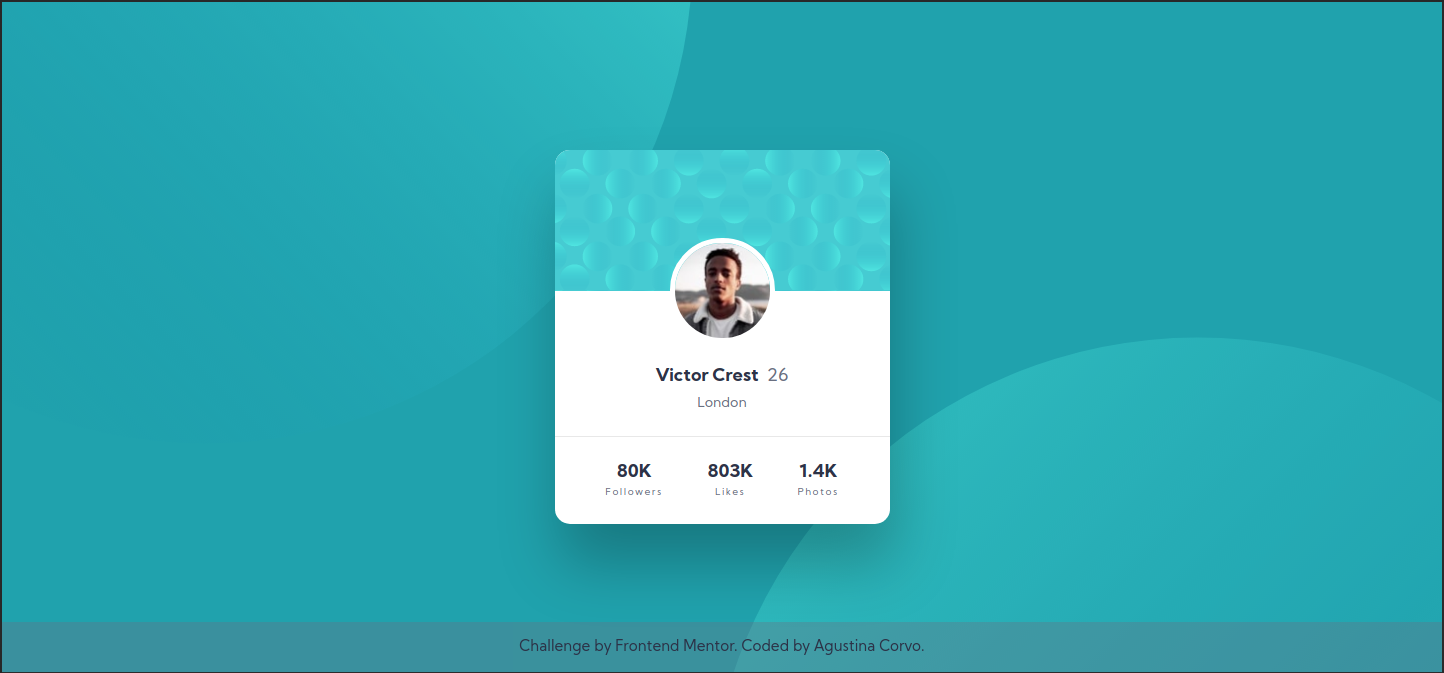 Victor Crest 26
London
80K 803K 1.4K
Followers Likes Photos
Challenge by Frontend Mentor. Coded by Agustina Corvo.